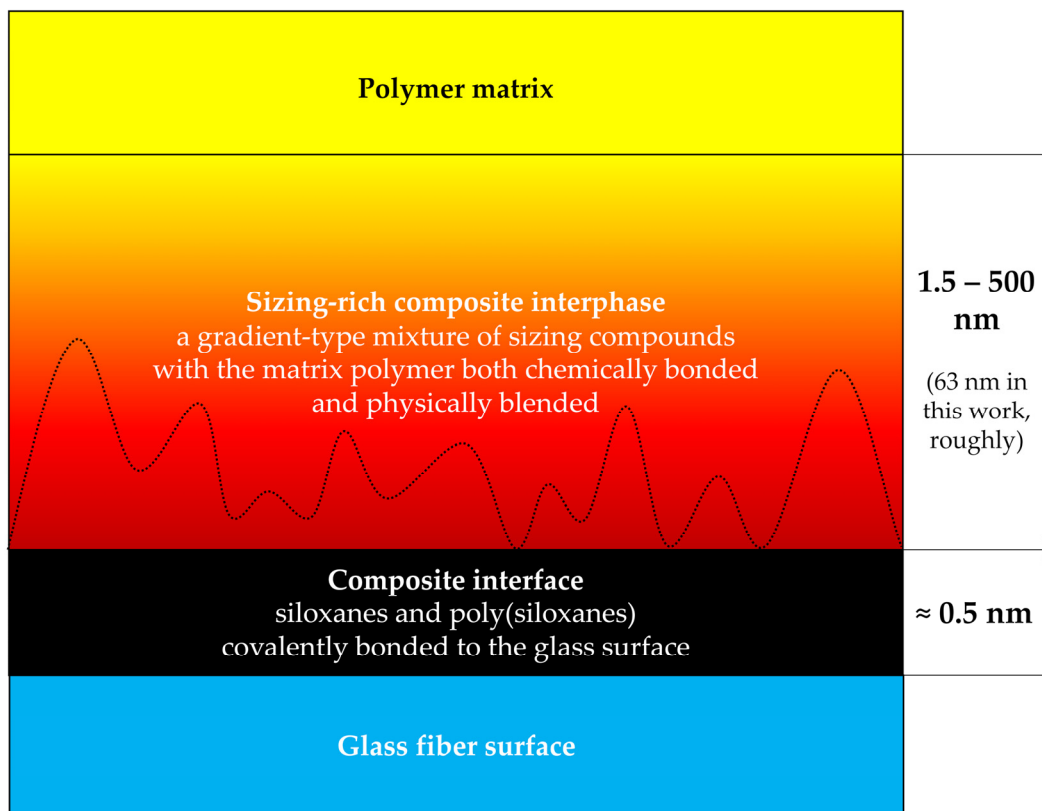 Polymer matrix
Sizing-rich composite interphase
a gradient-type mixture of sizing compounds
with the matrix polymer both chemically bonded
and physically blended
1.5 – 500
nm
(63 nm in
this work,
roughly)
Composite interface
siloxanes and poly(siloxanes)
covalently bonded to the glass surface
≈ 0.5 nm
Glass fiber surface